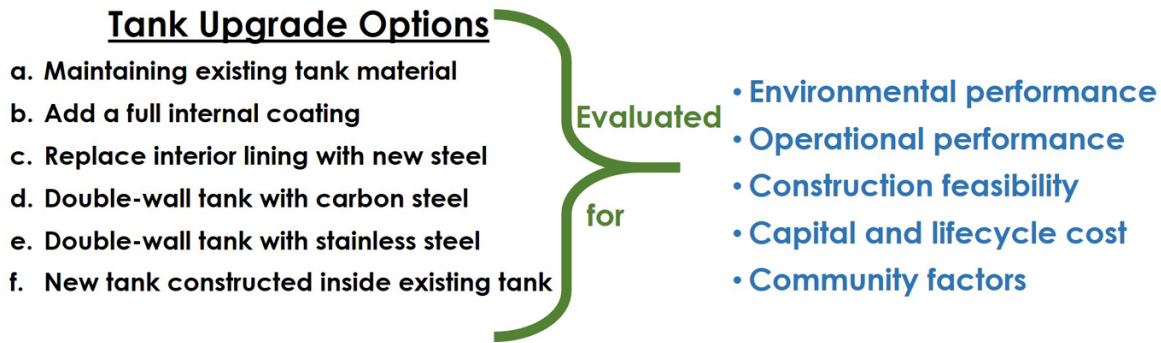 Tank Upgrade Options
a. Maintaining existing tank material
b. Add a full internal coating
c. Replace interior lining with new steel
d. Double-wall tank with carbon steel
e. Double-wall tank with stainless steel
f. New tank constructed inside existing tank
Evaluated
for
• Environmental performance
• Operational performance
• Construction feasibility
• Capital and lifecycle cost
• Community factors